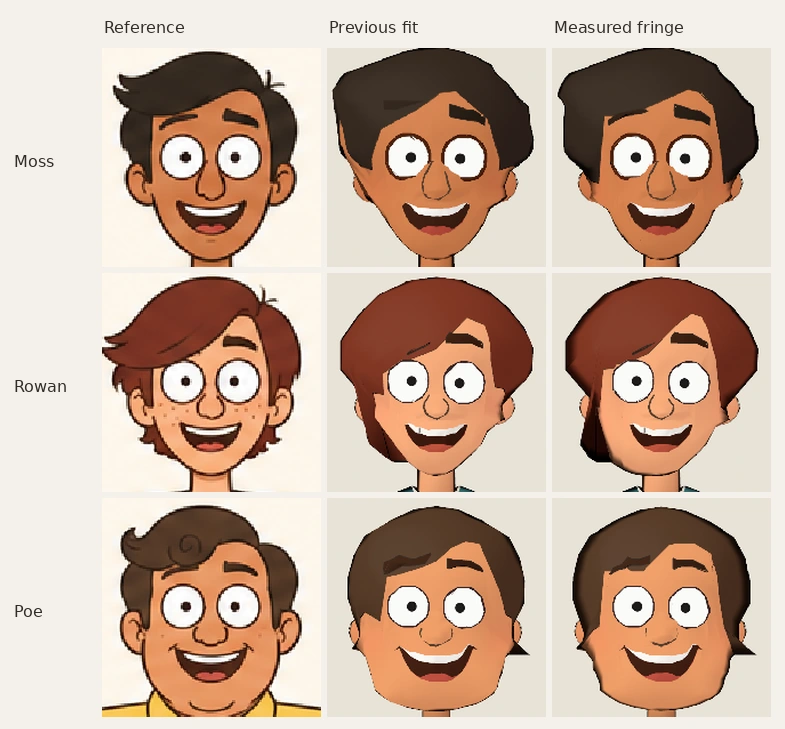 Reference
Previous fit
Measured fringe
Moss
Rowan
Poe